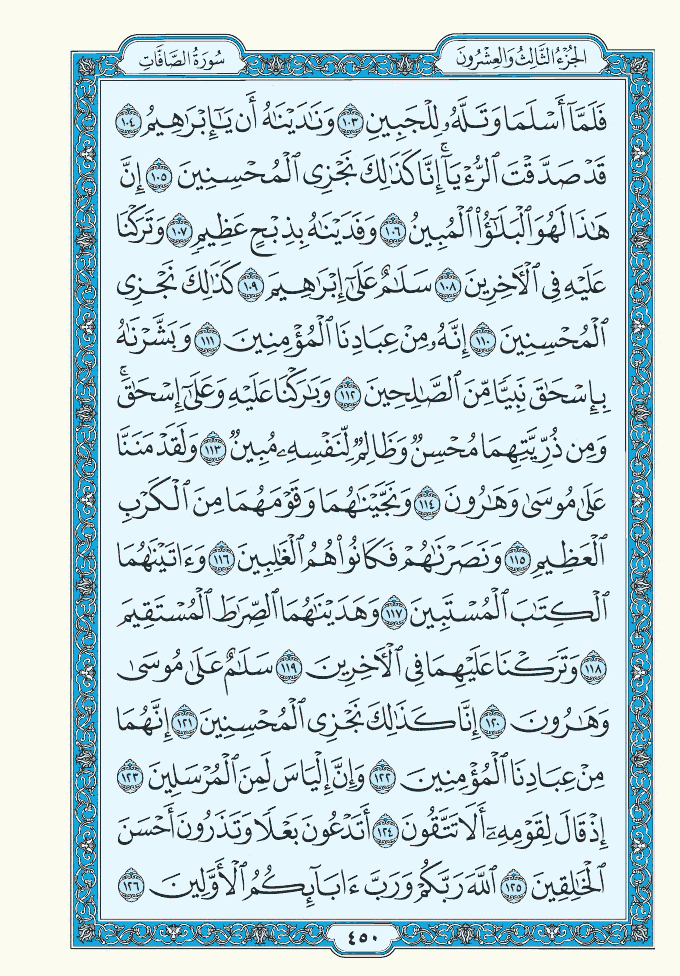 الجُزْءُ الثَّالِثُ وَالعِشْرُونَ
سُورَةُ الصَّافَّاتِ
فَلَمَّآ أَسْلَمَا وَتَلَّهُۥ لِلْجَبِينِ ١٠٣ وَنَٰدَيْنَٰهُ أَن يَٰٓإِبْرَٰهِيمُ ١٠٤
قَدْ صَدَّقْتَ ٱلرُّءْيَآۚ إِنَّا كَذَٰلِكَ نَجْزِى ٱلْمُحْسِنِينَ ١٠٥ إِنَّ
هَٰذَا لَهُوَ ٱلْبَلَٰٓؤُا۟ ٱلْمُبِينُ ١٠٦ وَفَدَيْنَٰهُ بِذِبْحٍ عَظِيمٍ ١٠٧ وَتَرَكْنَا
عَلَيْهِ فِى ٱلْـَٔاخِرِينَ ١٠٨ سَلَٰمٌ عَلَىٰٓ إِبْرَٰهِيمَ ١٠٩ كَذَٰلِكَ نَجْزِى
ٱلْمُحْسِنِينَ ١١٠ إِنَّهُۥ مِنْ عِبَادِنَا ٱلْمُؤْمِنِينَ ١١١ وَبَشَّرْنَٰهُ
بِإِسْحَٰقَ نَبِيًّا مِّنَ ٱلصَّٰلِحِينَ ١١٢ وَبَٰرَكْنَا عَلَيْهِ وَعَلَىٰٓ إِسْحَٰقَۚ
وَمِن ذُرِّيَّتِهِمَا مُحْسِنٌ وَظَالِمٌ لِّنَفْسِهِۦ مُبِينٌ ١١٣ وَلَقَدْ مَنَنَّا
عَلَىٰ مُوسَىٰ وَهَٰرُونَ ١١٤ وَنَجَّيْنَٰهُمَا وَقَوْمَهُمَا مِنَ ٱلْكَرْبِ
ٱلْعَظِيمِ ١١٥ وَنَصَرْنَٰهُمْ فَكَانُوا۟ هُمُ ٱلْغَٰلِبِينَ ١١٦ وَءَاتَيْنَٰهُمَا
ٱلْكِتَٰبَ ٱلْمُسْتَبِينَ ١١٧ وَهَدَيْنَٰهُمَا ٱلصِّرَٰطَ ٱلْمُسْتَقِيمَ
١١٨ وَتَرَكْنَا عَلَيْهِمَا فِى ٱلْـَٔاخِرِينَ ١١٩ سَلَٰمٌ عَلَىٰ مُوسَىٰ
وَهَٰرُونَ ١٢٠ إِنَّا كَذَٰلِكَ نَجْزِى ٱلْمُحْسِنِينَ ١٢١ إِنَّهُمَا
مِنْ عِبَادِنَا ٱلْمُؤْمِنِينَ ١٢٢ وَإِنَّ إِلْيَاسَ لَمِنَ ٱلْمُرْسَلِينَ ١٢٣
إِذْ قَالَ لِقَوْمِهِۦٓ أَلَا تَتَّقُونَ ١٢٤ أَتَدْعُونَ بَعْلًا وَتَذَرُونَ أَحْسَنَ
ٱلْخَٰلِقِينَ ١٢٥ ٱللَّهَ رَبَّكُمْ وَرَبَّ ءَابَآئِكُمُ ٱلْأَوَّلِينَ ١٢٦
٤٥٠